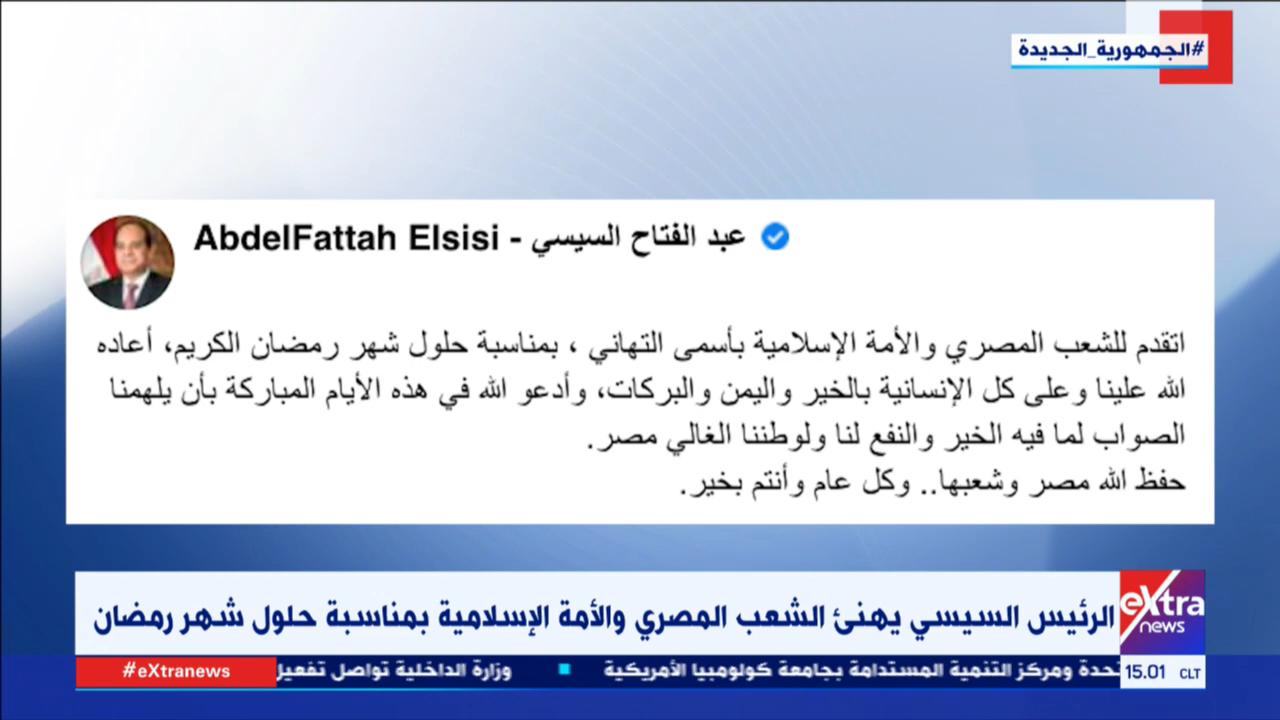 #الجمهورية_الجديدة
AbdelFattah Elsisi - عبد الفتاح السيسي
اتقدم للشعب المصري والأمة الإسلامية بأسمى التهاني ، بمناسبة حلول شهر رمضان الكريم، أعاده
الله علينا وعلى كل الإنسانية بالخير واليمن والبركات، وأدعو الله في هذه الأيام المباركة بأن يلهمنا
الصواب لما فيه الخير والنفع لنا ولوطننا الغالي مصر.
حفظ الله مصر وشعبها.. وكل عام وأنتم بخير.
الرئيس السيسي يهنئ الشعب المصري والأمة الإسلامية بمناسبة حلول شهر رمضان
eXtra
news
تحدة ومركز التنمية المستدامة بجامعة كولومبيا الأمريكية ■ وزارة الداخلية تواصل تفعيل
#eXtranews
15.01 CLT